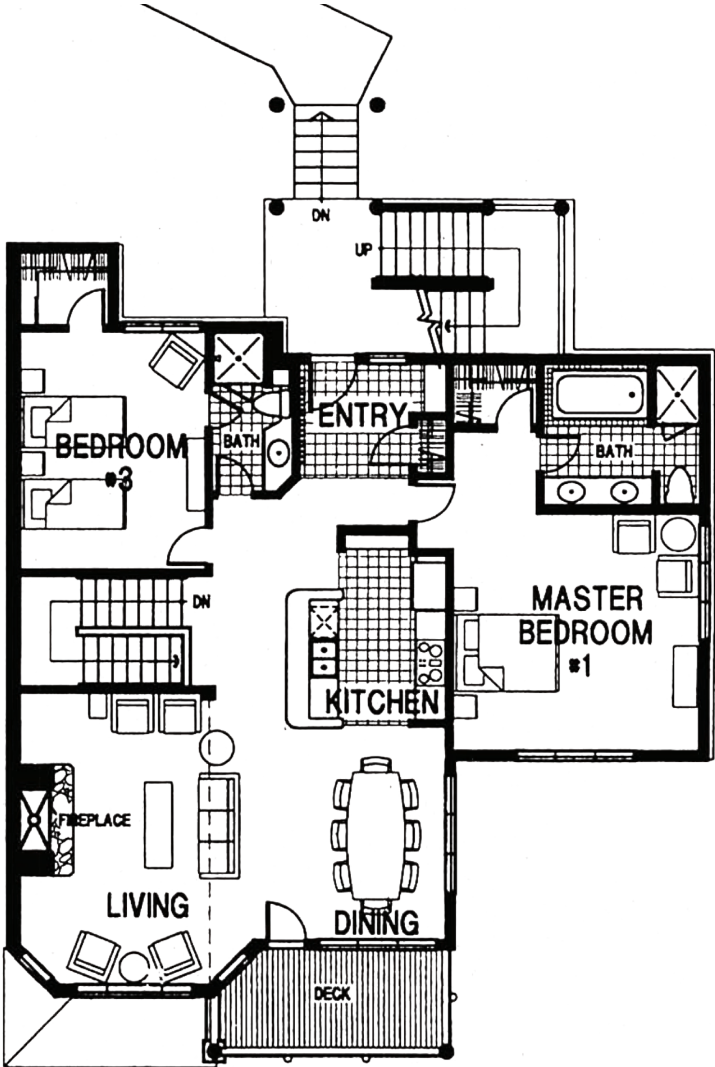 DN
UP
ENTRY
BEDROOM
#3
BATH
BATH
DN
MASTER
BEDROOM
#1
KITCHEN
FIREPLACE
LIVING
DINING
DECK